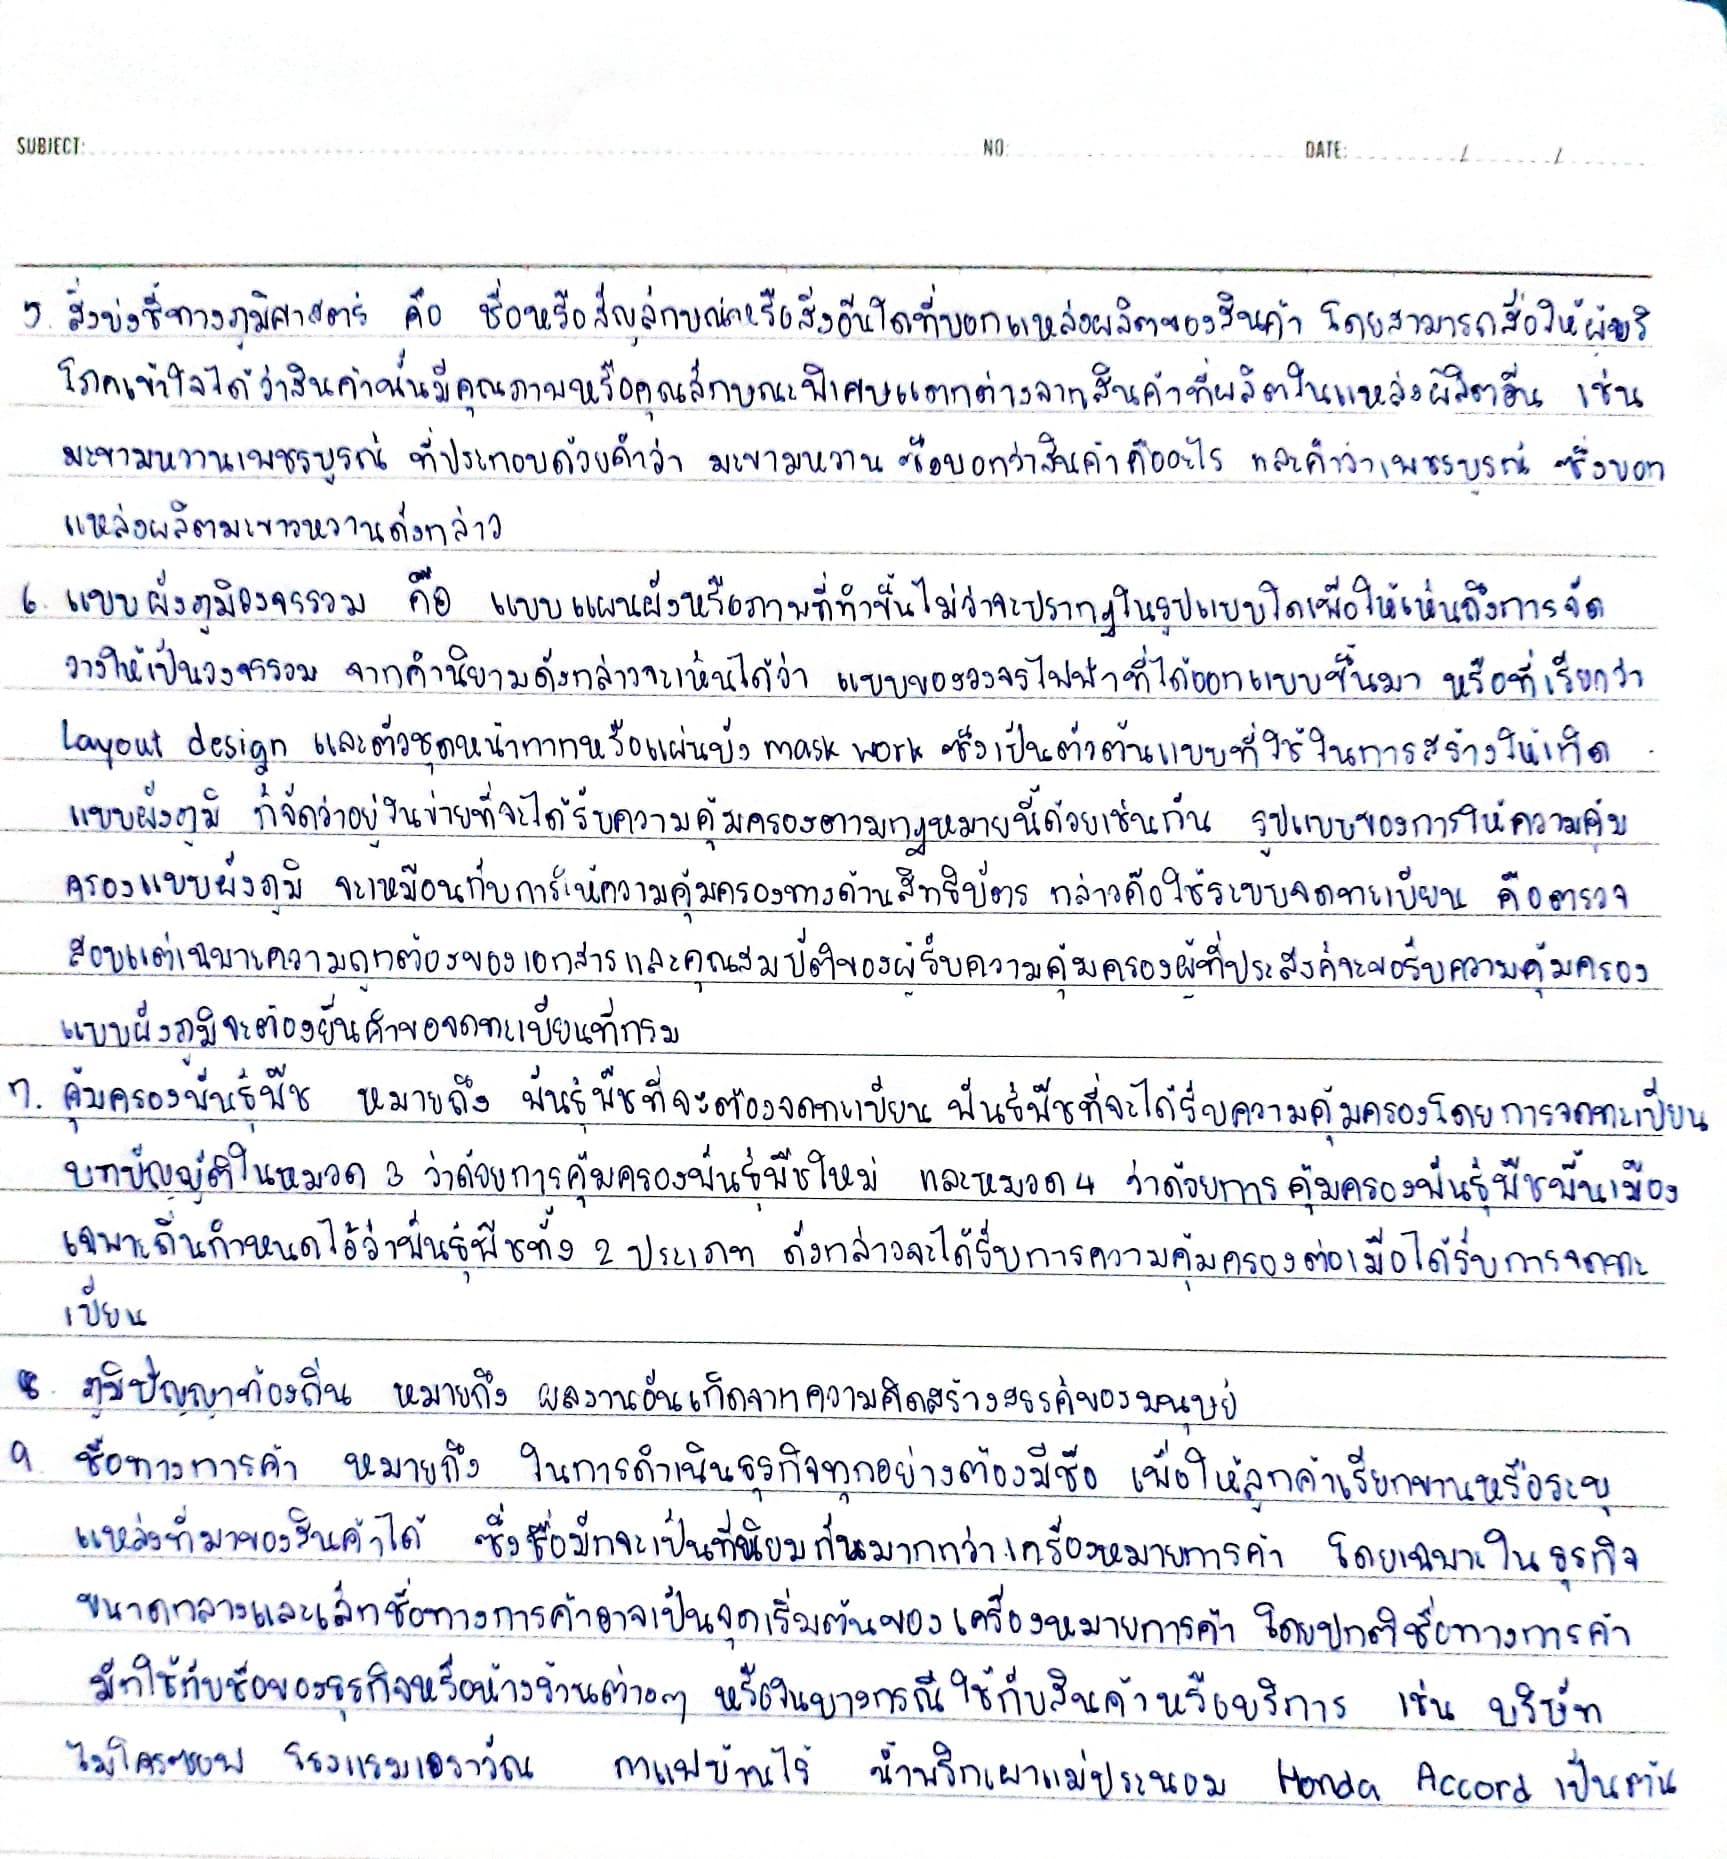 SUBJECT: NO: DATE: / /
5. สิ่งบ่งชี้ทางภูมิศาสตร์ คือ ชื่อหรือสัญลักษณ์หรือสิ่งอื่นใดที่บอกแหล่งผลิตของสินค้า โดยสามารถสื่อให้ผู้บริ
โภคเข้าใจได้ว่าสินค้านั้นมีคุณภาพหรือคุณลักษณะพิเศษแตกต่างจากสินค้าที่ผลิตในแหล่งผลิตอื่น เช่น
มะขามหวานเพชรบูรณ์ ที่ประกอบด้วยคำว่า มะขามหวาน ซึ่งบอกว่าสินค้าคืออะไร และคำว่าเพชรบูรณ์ ซึ่งบอก
แหล่งผลิตมะขาวหวานดังกล่าว
6. แบบผังภูมิวงจรรวม คือ แบบแผนผังหรือภาพที่ทำขึ้นไม่ว่าจะปรากฏในรูปแบบใดเพื่อให้เห็นถึงการจัด
วางให้เป็นวงจรรวม จากคำนิยามดังกล่าวจะเห็นได้ว่า แบบของวงจรไฟฟ้าที่ได้ออกแบบขึ้นมา หรือที่เรียกว่า
layout design และตัวชุดหน้ากากหรือแผ่นบัง mask work ซึ่งเป็นตัวต้นแบบที่ใช้ในการสร้างให้เกิด
แบบผังภูมิ ก็จัดว่าอยู่ในข่ายที่จะได้รับความคุ้มครองตามกฎหมายนี้ด้วยเช่นกัน รูปแบบของการให้ความคุ้ม
ครองแบบผังภูมิ จะเหมือนกับการให้ความคุ้มครองทางด้านสิทธิบัตร กล่าวคือใช้ระบบจดทะเบียน คือตรวจ
สอบแต่เฉพาะความถูกต้องของเอกสารและคุณสมบัติของผู้รับความคุ้มครองผู้ที่ประสงค์จะขอรับความคุ้มครอง
แบบผังภูมิจะต้องยื่นคำขอจดทะเบียนที่กรม
7. คุ้มครองพันธุ์พืช หมายถึง พันธุ์พืชที่จะต้องจดทะเบียน พันธุ์พืชที่จะได้รับความคุ้มครองโดยการจดทะเบียน
บทบัญญัติในหมวด 3 ว่าด้วยการคุ้มครองพันธุ์พืชใหม่ และหมวด 4 ว่าด้วยการคุ้มครองพันธุ์พืชพื้นเมือง
เฉพาะถิ่นกำหนดไว้ว่าพันธุ์พืชทั้ง 2 ประเภท ดังกล่าวจะได้รับการความคุ้มครองต่อเมื่อได้รับการจดทะ
เบียน
8. ภูมิปัญญาท้องถิ่น หมายถึง ผลงานอันเกิดจากความคิดสร้างสรรค์ของมนุษย์
9. ชื่อทางการค้า หมายถึง ในการดำเนินธุรกิจทุกอย่างต้องมีชื่อ เพื่อให้ลูกค้าเรียกขานหรือระบุ
แหล่งที่มาของสินค้าได้ ซึ่งชื่อมักจะเป็นที่นิยมกันมากกว่าเครื่องหมายการค้า โดยเฉพาะในธุรกิจ
ขนาดกลางและเล็กชื่อทางการค้าอาจเป็นจุดเริ่มต้นของเครื่องหมายการค้า โดยปกติชื่อทางการค้า
มักใช้กับชื่อของธุรกิจหรือห้างร้านต่างๆ หรือในบางกรณีใช้กับสินค้าหรือบริการ เช่น บริษัท
ไมโครซอฟ โรงแรมเอราวัณ กาแฟบ้านไร่ น้ำพริกเผาแม่ประนอม Honda Accord เป็นต้น